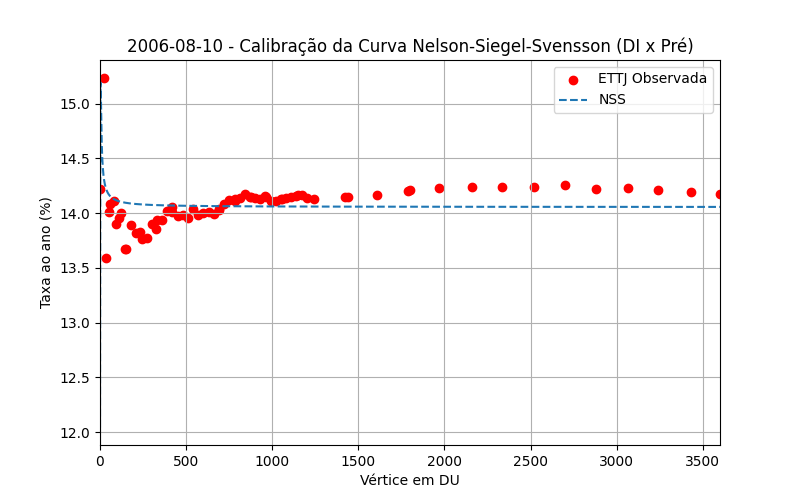 2006-08-10 - Calibração da Curva Nelson-Siegel-Svensson (DI x Pré)
ETTJ Observada
NSS
Taxa ao ano (%)
15.0
14.5
14.0
13.5
13.0
12.5
12.0
0 500 1000 1500 2000 2500 3000 3500
Vértice em DU